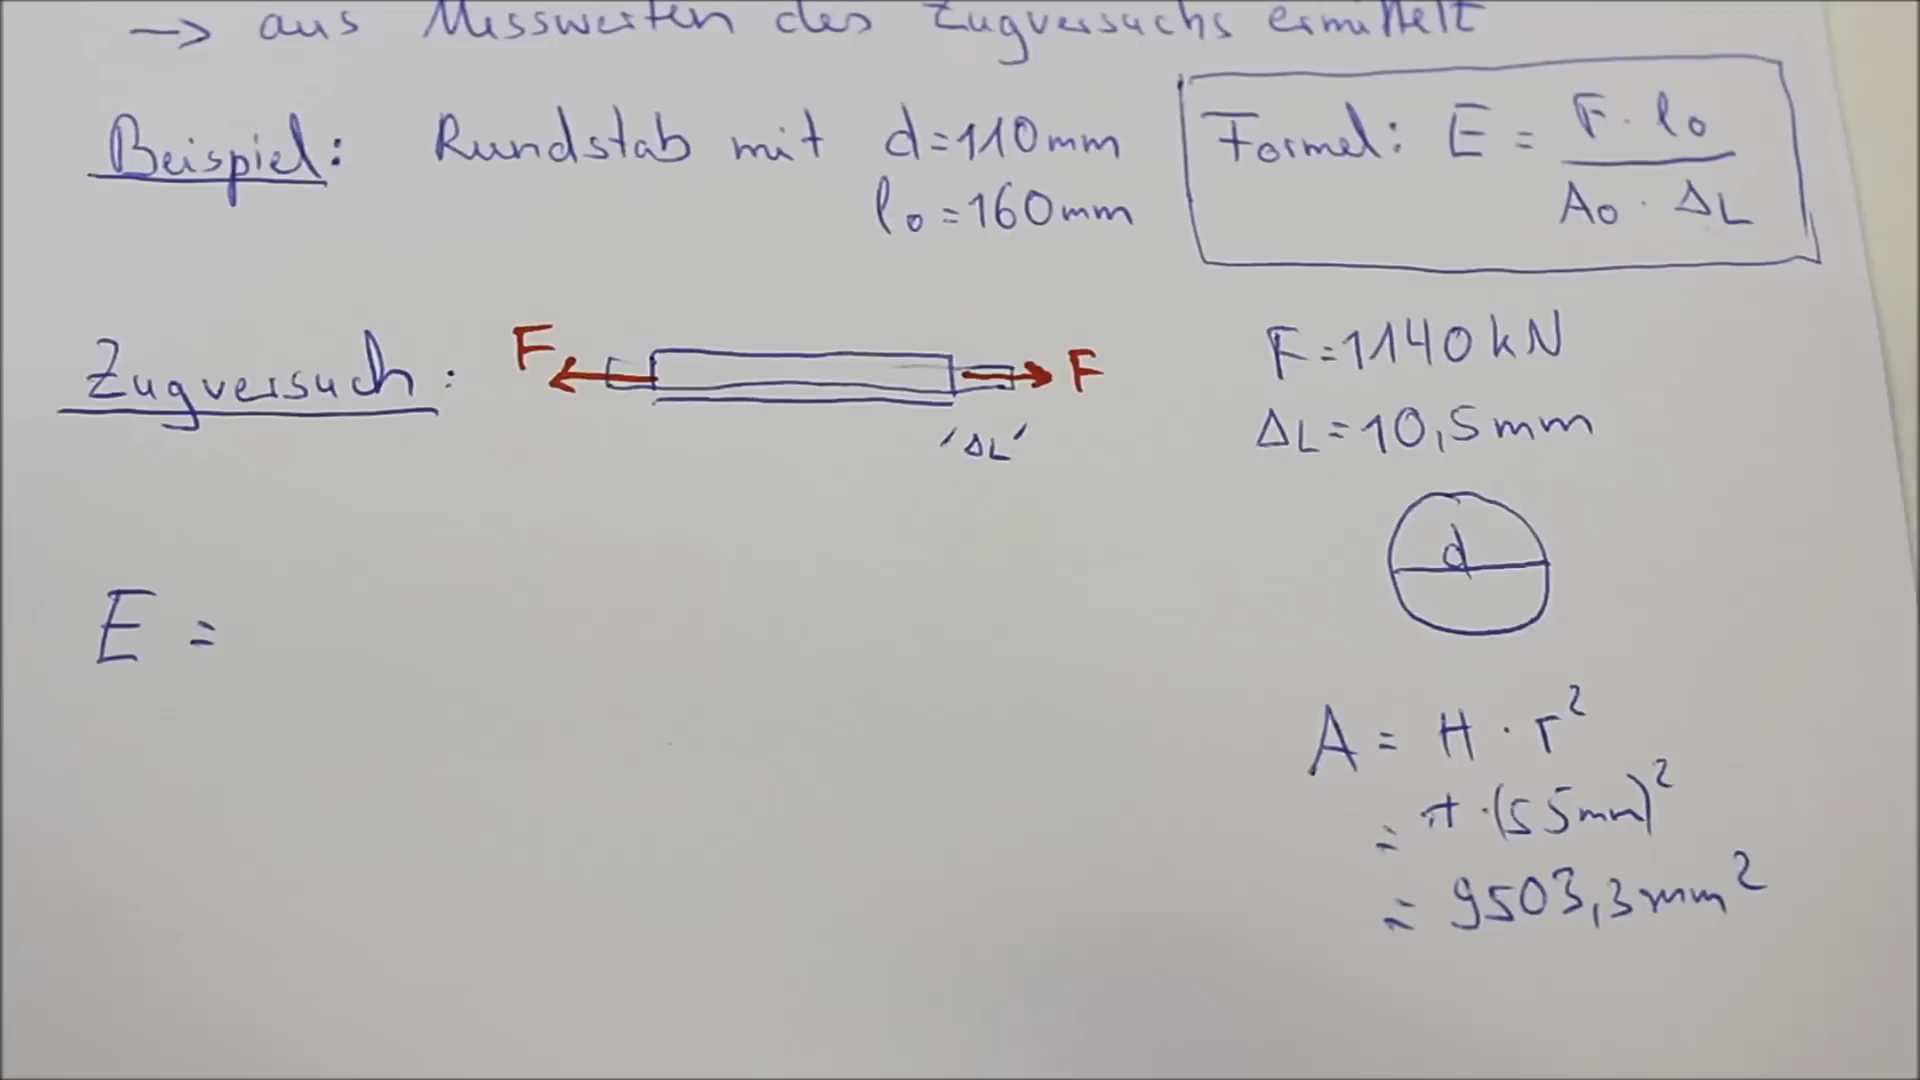 → aus Messwerten des Zugversuchs ermittelt
Beispiel: Rundstab mit d=110mm
l₀=160mm
Formel: E = F · l₀ / A₀ · ΔL
Zugversuch:
F
F
'ΔL'
F=1140kN
ΔL=10,5mm
d
E =
A = π · r²
= π · (55mm)²
= 9503,3mm²